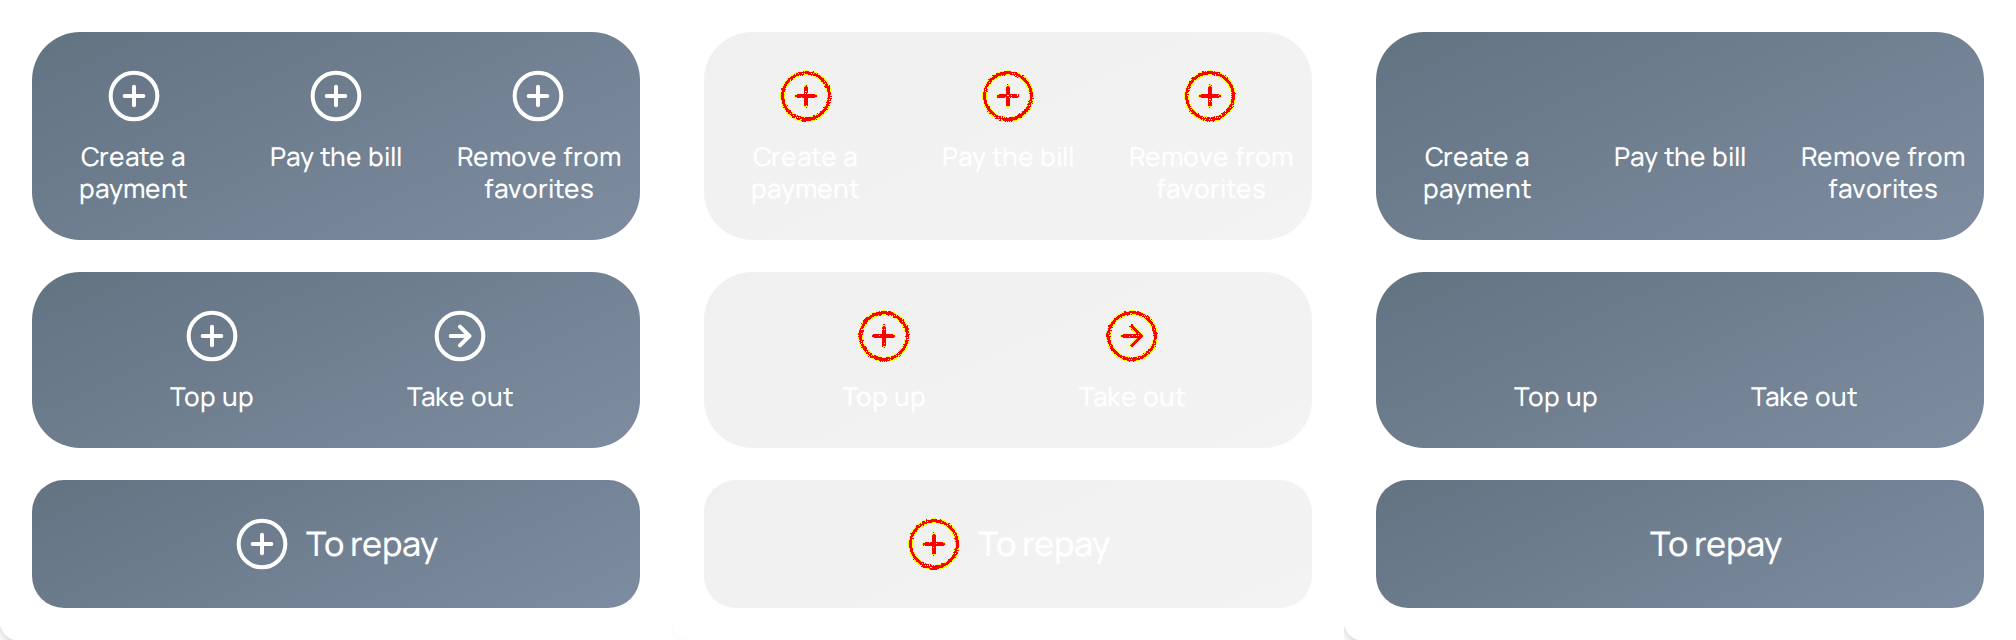 Create a Pay the bill Remove from
payment favorites
Top up Take out
To repay
Create a Pay the bill Remove from
payment favorites
Top up Take out
To repay
Create a Pay the bill Remove from
payment favorites
Top up Take out
To repay